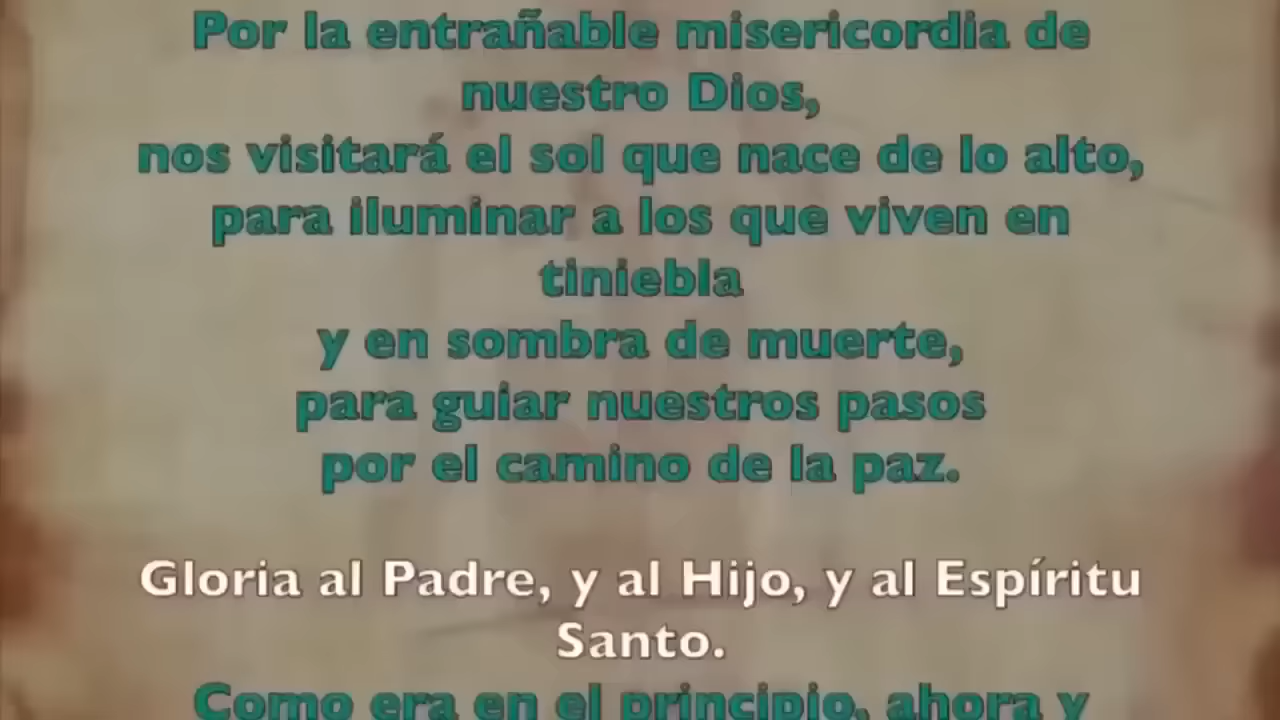 Por la entrañable misericordia de
nuestro Dios,
nos visitará el sol que nace de lo alto,
para iluminar a los que viven en
tiniebla
y en sombra de muerte,
para guiar nuestros pasos
por el camino de la paz.
Gloria al Padre, y al Hijo, y al Espíritu
Santo.
Como era en el principio, ahora y